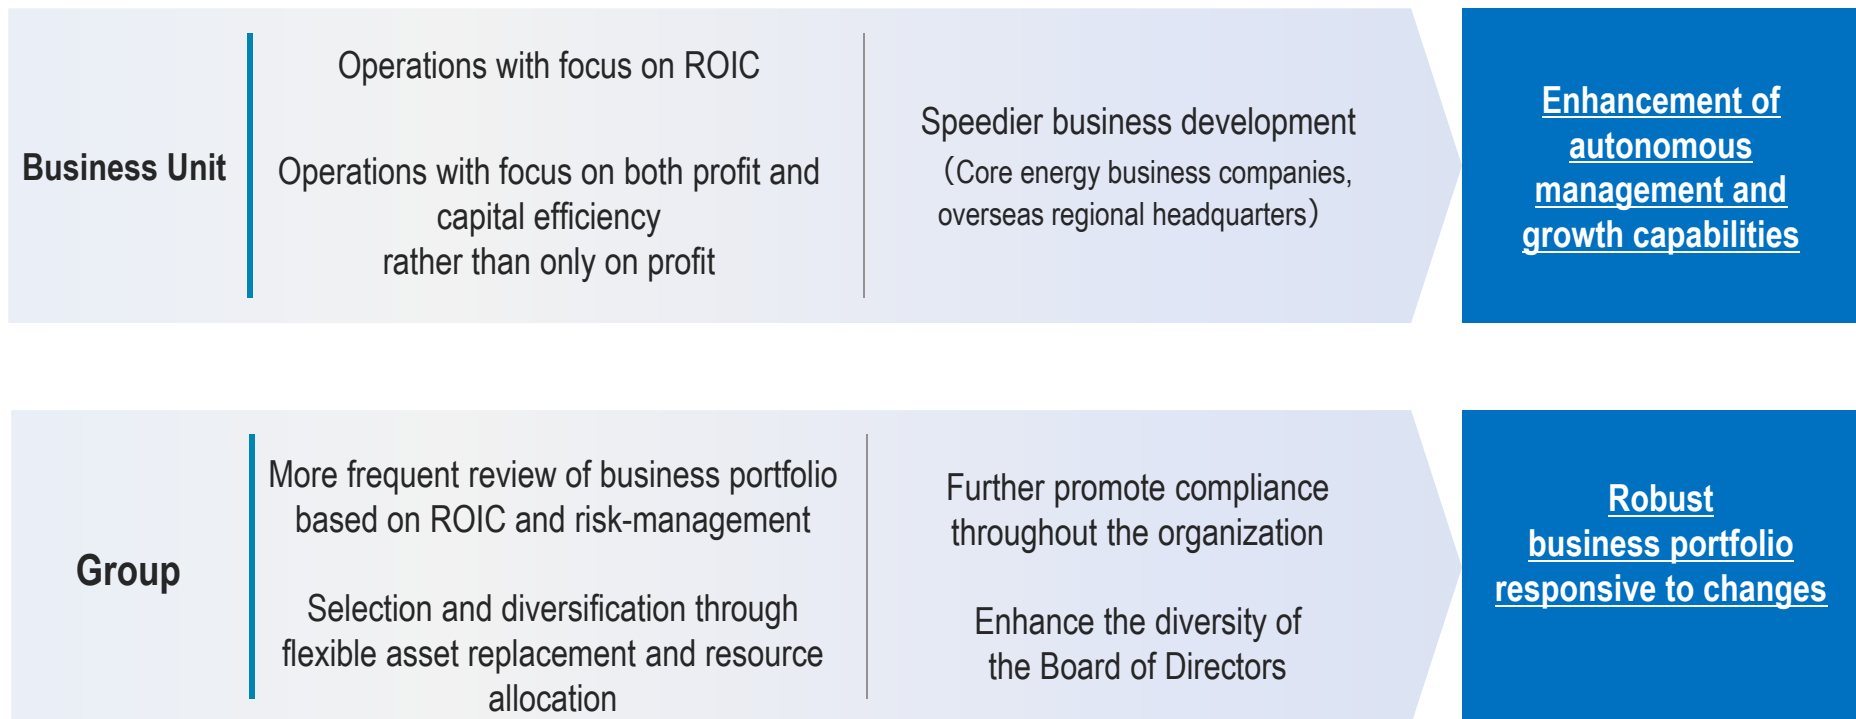 Business Unit
Operations with focus on ROIC
Operations with focus on both profit and
capital efficiency
rather than only on profit
Speedier business development
（Core energy business companies,
overseas regional headquarters）
Enhancement of
autonomous
management and
growth capabilities
Group
More frequent review of business portfolio
based on ROIC and risk-management
Selection and diversification through
flexible asset replacement and resource
allocation
Further promote compliance
throughout the organization
Enhance the diversity of
the Board of Directors
Robust
business portfolio
responsive to changes